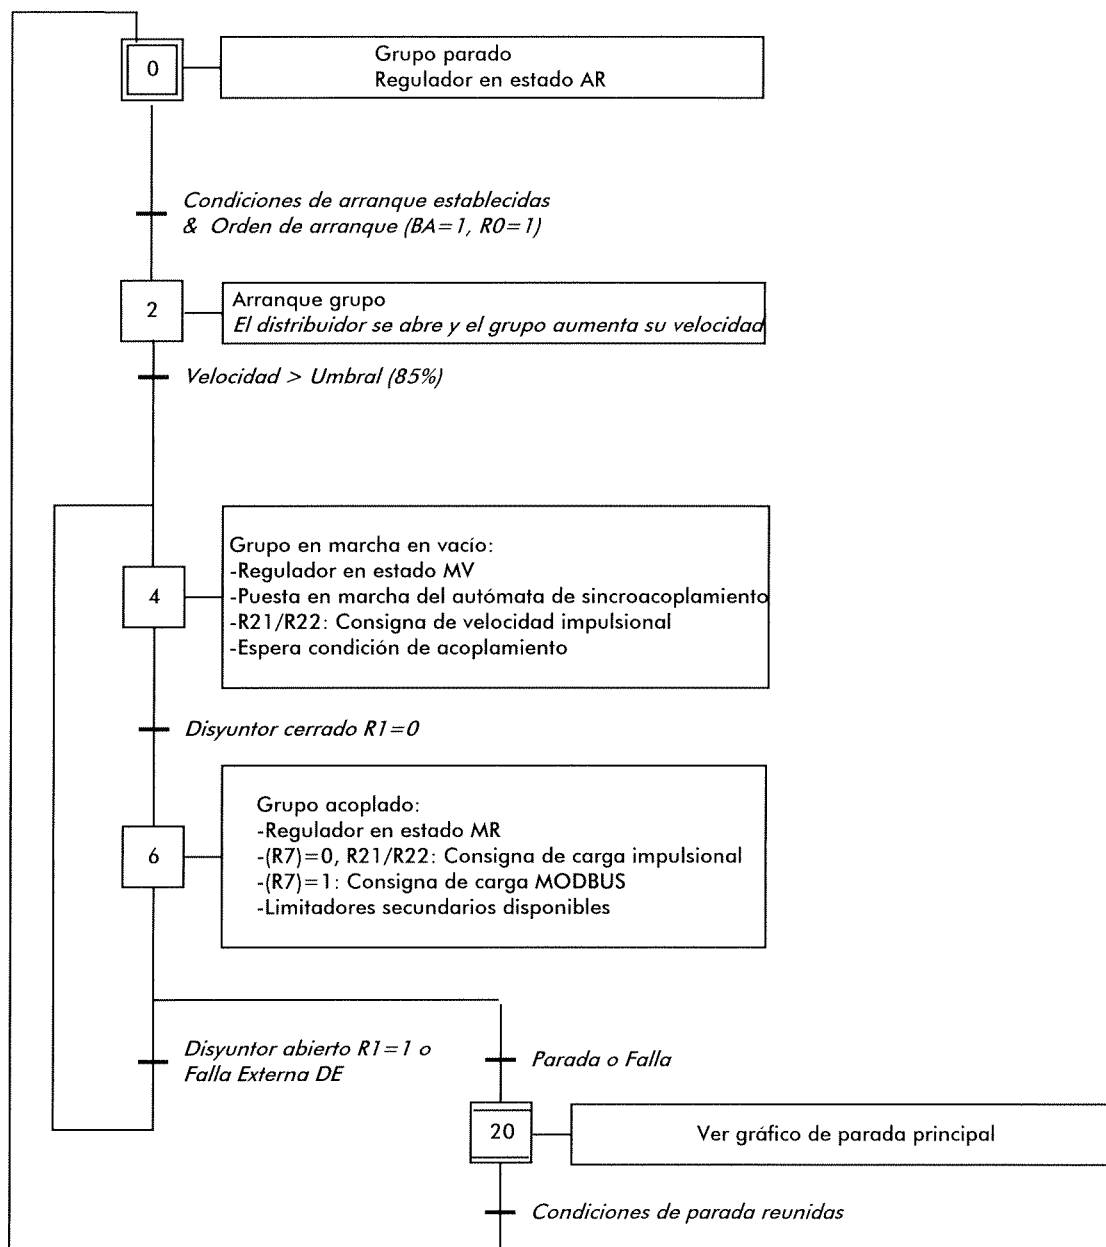 0
Grupo parado
Regulador en estado AR
Condiciones de arranque establecidas
& Orden de arranque (BA=1, R0=1)
2
Arranque grupo
El distribuidor se abre y el grupo aumenta su velocidad
Velocidad > Umbral (85%)
4
Grupo en marcha en vacío:
-Regulador en estado MV
-Puesta en marcha del autómata de sincroacoplamiento
-R21/R22: Consigna de velocidad impulsional
-Espera condición de acoplamiento
Disyuntor cerrado R1=0
6
Grupo acoplado:
-Regulador en estado MR
-(R7)=0, R21/R22: Consigna de carga impulsional
-(R7)=1: Consigna de carga MODBUS
-Limitadores secundarios disponibles
Disyuntor abierto R1=1 o
Falla Externa DE
Parada o Falla
20
Ver gráfico de parada principal
Condiciones de parada reunidas